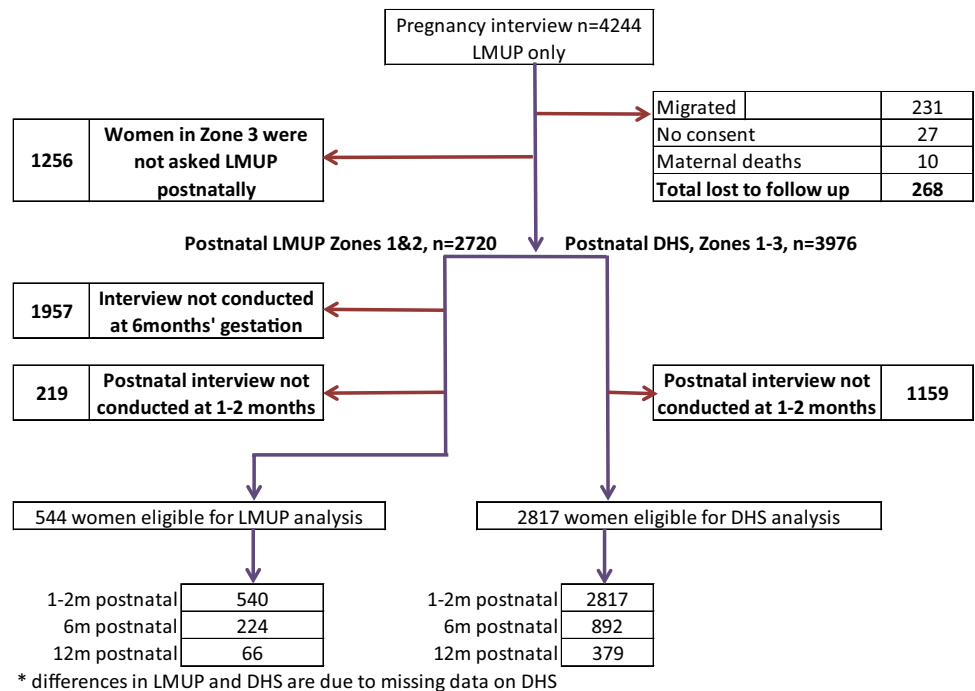 Pregnancy interview n=4244
LMUP only
Migrated 231
No consent 27
Maternal deaths 10
Total lost to follow up 268
1256 Women in Zone 3 were
not asked LMUP
postnatally
Postnatal LMUP Zones 1&2, n=2720
Postnatal DHS, Zones 1-3, n=3976
1957 Interview not conducted
at 6months' gestation
219 Postnatal interview not
conducted at 1-2 months
Postnatal interview not
conducted at 1-2 months 1159
544 women eligible for LMUP analysis
2817 women eligible for DHS analysis
1-2m postnatal 540
6m postnatal 224
12m postnatal 66
1-2m postnatal 2817
6m postnatal 892
12m postnatal 379
* differences in LMUP and DHS are due to missing data on DHS